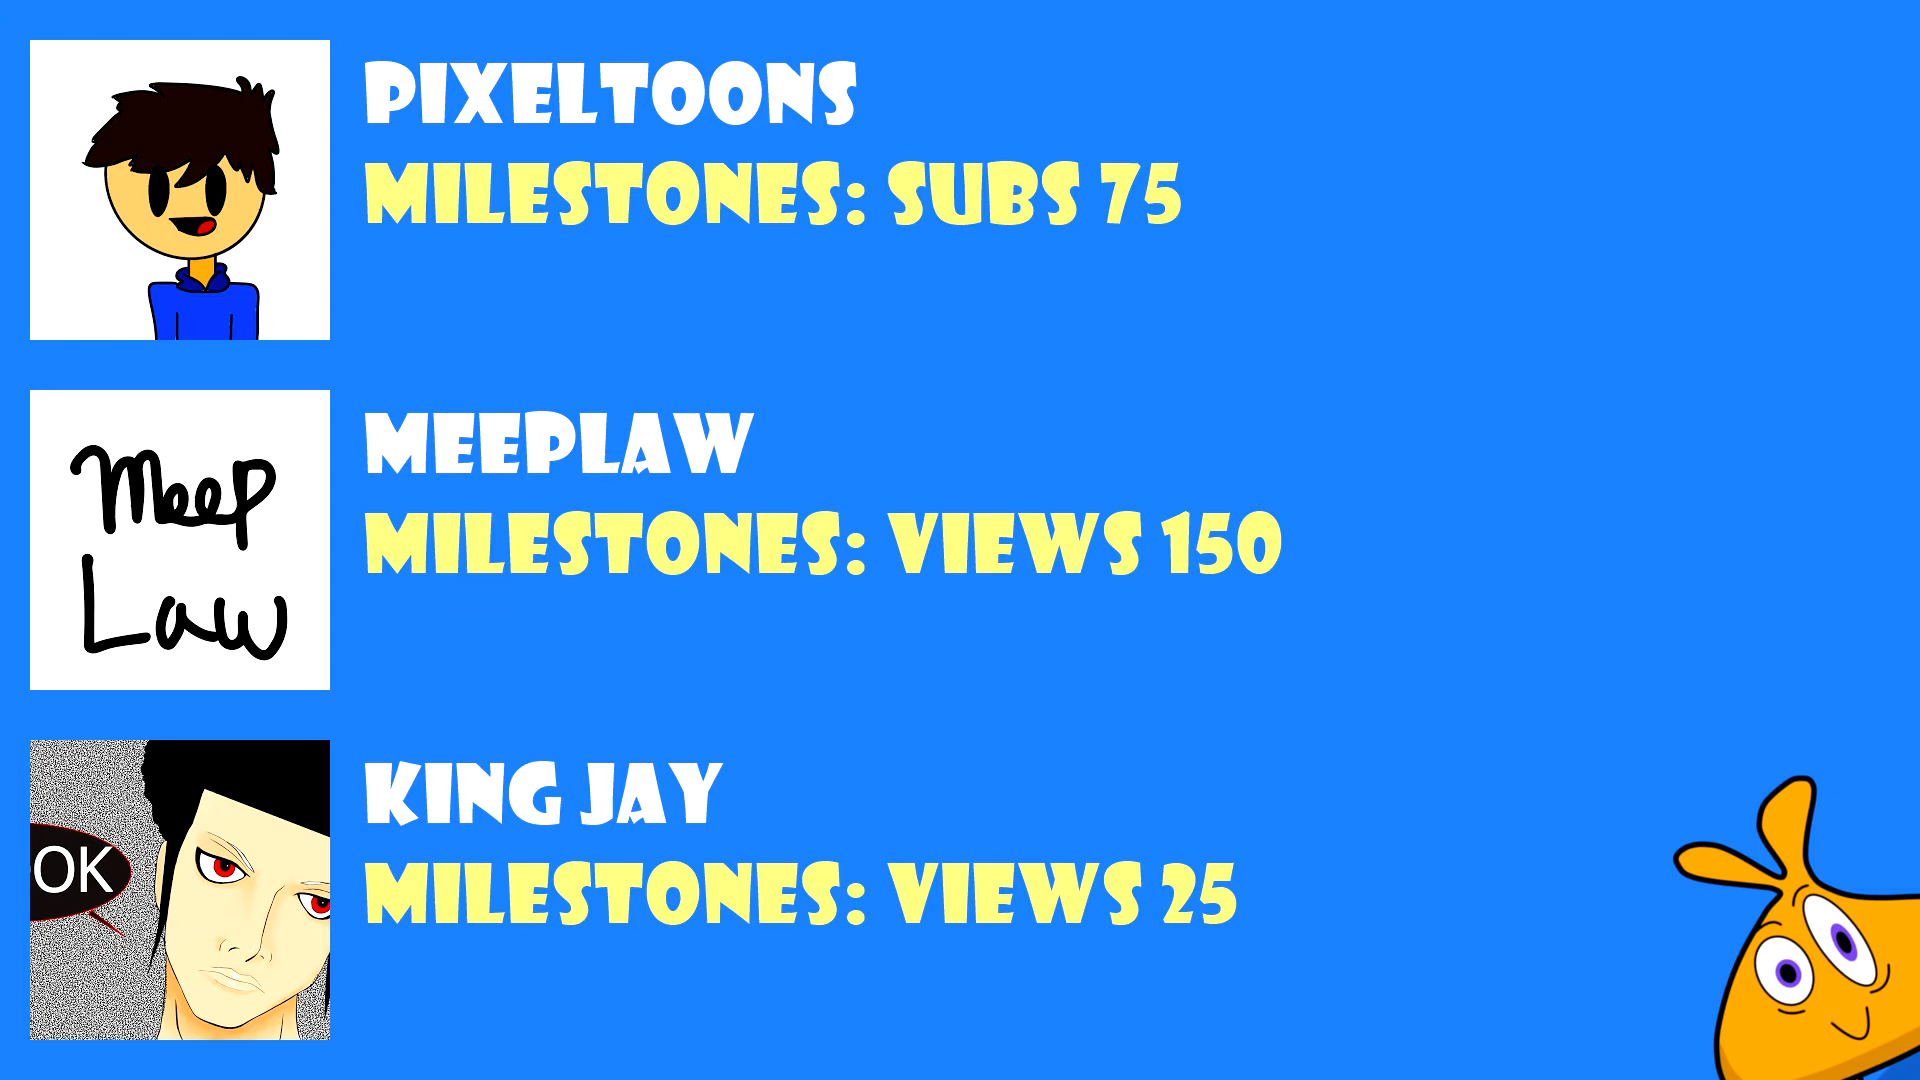 PIXELTOONS
MILESTONES: SUBS 75
Meep
Law
MEEPLAW
MILESTONES: VIEWS 150
OK
KING JAY
MILESTONES: VIEWS 25